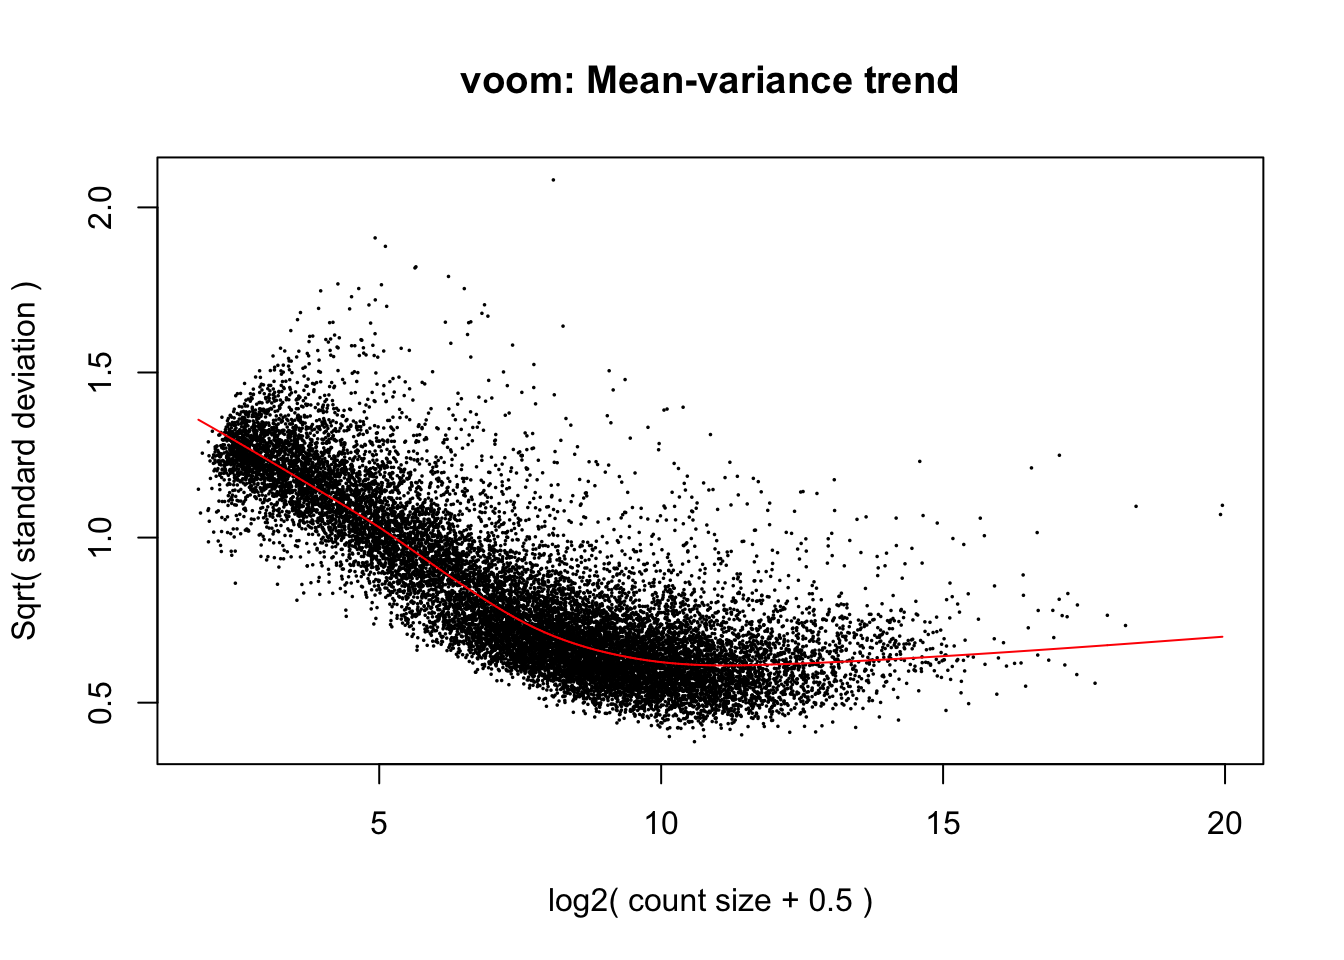 voom: Mean-variance trend
Sqrt( standard deviation )
2.0
1.5
1.0
0.5
5 10 15 20
log2( count size + 0.5 )